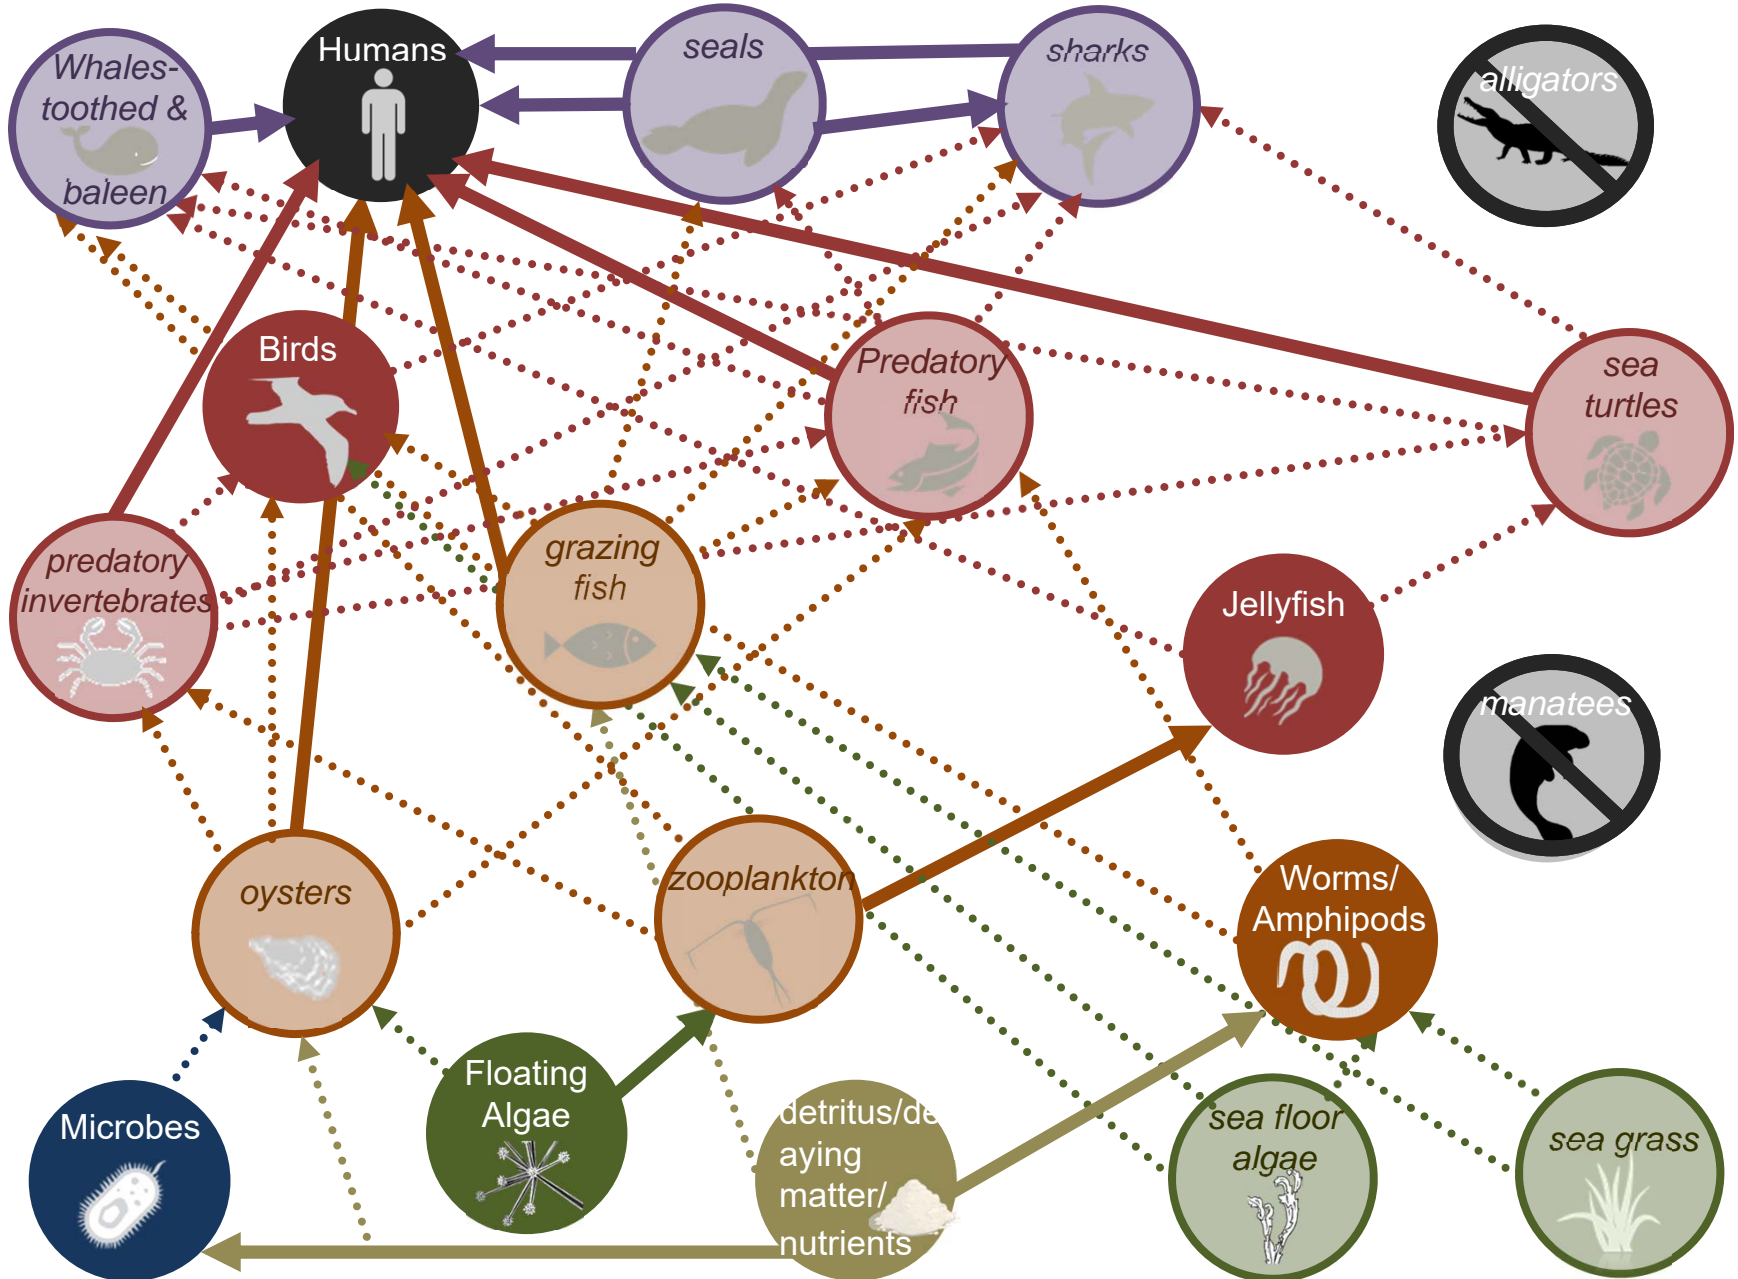 Whales-
toothed &
baleen
Humans
seals
sharks
alligators
Birds
Predatory
fish
sea
turtles
predatory
invertebrates
grazing
fish
Jellyfish
manatees
oysters
zooplankton
Worms/
Amphipods
Microbes
Floating
Algae
detritus/dec
aying
matter/
nutrients
sea floor
algae
sea grass